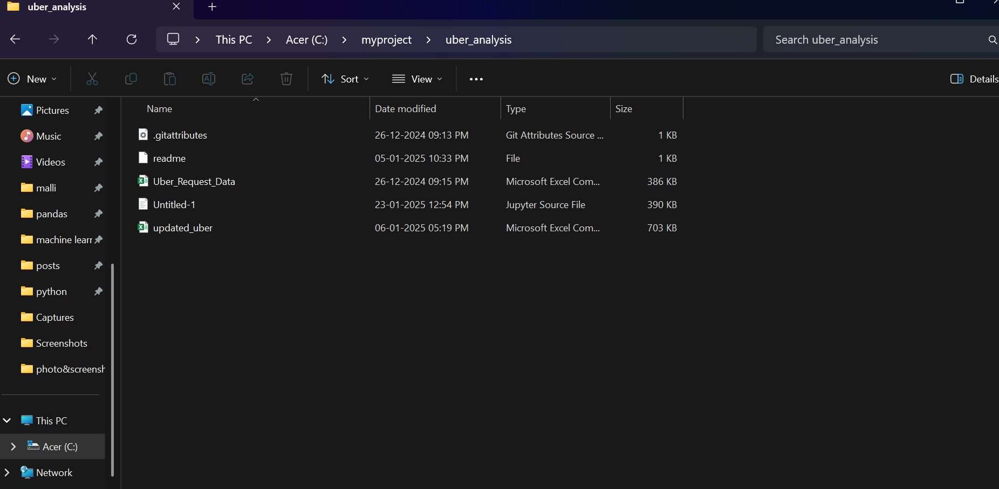 uber_analysis
This PC > Acer (C:) > myproject > uber_analysis
Search uber_analysis
New
Sort
View
Details
Name Date modified Type Size
.gitattributes 26-12-2024 09:13 PM Git Attributes Source ... 1 KB
readme 05-01-2025 10:33 PM File 1 KB
Uber_Request_Data 26-12-2024 09:15 PM Microsoft Excel Com... 386 KB
Untitled-1 23-01-2025 12:54 PM Jupyter Source File 390 KB
updated_uber 06-01-2025 05:19 PM Microsoft Excel Com... 703 KB
Pictures
Music
Videos
malli
pandas
machine learr
posts
python
Captures
Screenshots
photo&screensh
This PC
Acer (C:)
Network